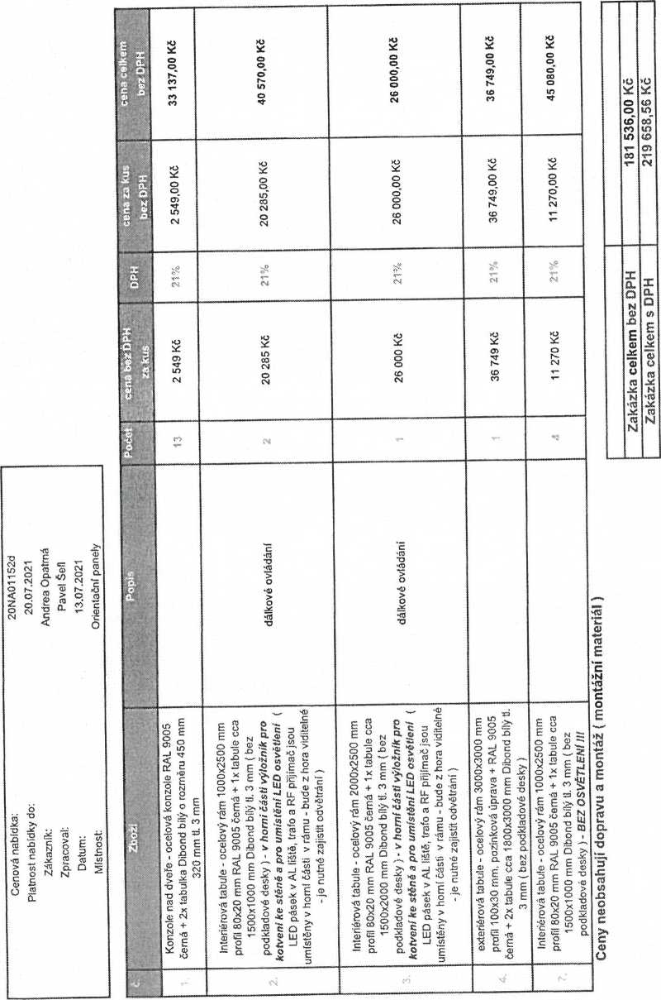 Cenová nabídka: 20NA01152d
Platnost nabídky do: 20.07.2021
Zákazník: Andrea Opatrná
Zpracoval: Pavel Šefl
Datum: 13.07.2021
Místnost: Orientační panely
č. Zboží Popis Počet cena bez DPH za kus DPH cena za kus bez DPH cena celkem bez DPH
1. Konzole nad dveře - ocelová konzole RAL 9005
černá + 2x tabulka Dibond bílý o rozměru 450 mm
320 mm tl. 3 mm
13 2 549 Kč 21% 2 549,00 Kč 33 137,00 Kč
2. Interiérová tabule - ocelový rám 1000x2500 mm
profil 80x20 mm RAL 9005 černá + 1x tabule cca
1500x1000 mm Dibond bílý tl. 3 mm ( bez
podkladové desky ) - v horní části výložník pro
kotvení ke stěně a pro umístění LED osvětlení (
LED pásek v AL liště, trafo a RF přijímač jsou
umístěny v horní části v rámu - bude z hora viditelné
- je nutné zajistit odvětrání )
dálkové ovládání 2 20 285 Kč 21% 20 285,00 Kč 40 570,00 Kč
3. Interiérová tabule - ocelový rám 2000x2500 mm
profil 80x20 mm RAL 9005 černá + 1x tabule cca
1500x2000 mm Dibond bílý tl. 3 mm ( bez
podkladové desky ) - v horní části výložník pro
kotvení ke stěně a pro umístění LED osvětlení (
LED pásek v AL liště, trafo a RF přijímač jsou
umístěny v horní části v rámu - bude z hora viditelné
- je nutné zajistit odvětrání )
dálkové ovládání 1 26 000 Kč 21% 26 000,00 Kč 26 000,00 Kč
4. exteriérová tabule - ocelový rám 3000x3000 mm
profil 100x30 mm, pozinková úprava + RAL 9005
černá + 2x tabule cca 1800x3000 mm Dibond bílý tl.
3 mm ( bez podkladové desky )
1 36 749 Kč 21% 36 749,00 Kč 36 749,00 Kč
7. Interiérová tabule - ocelový rám 1000x2500 mm
profil 80x20 mm RAL 9005 černá + 1x tabule cca
1500x1000 mm Dibond bílý tl. 3 mm ( bez
podkladové desky ) - BEZ OSVĚTLENÍ !!!
4 11 270 Kč 21% 11 270,00 Kč 45 080,00 Kč
Ceny neobsahují dopravu a montáž ( montážní materiál )
Zakázka celkem bez DPH 181 536,00 Kč
Zakázka celkem s DPH 219 658,56 Kč